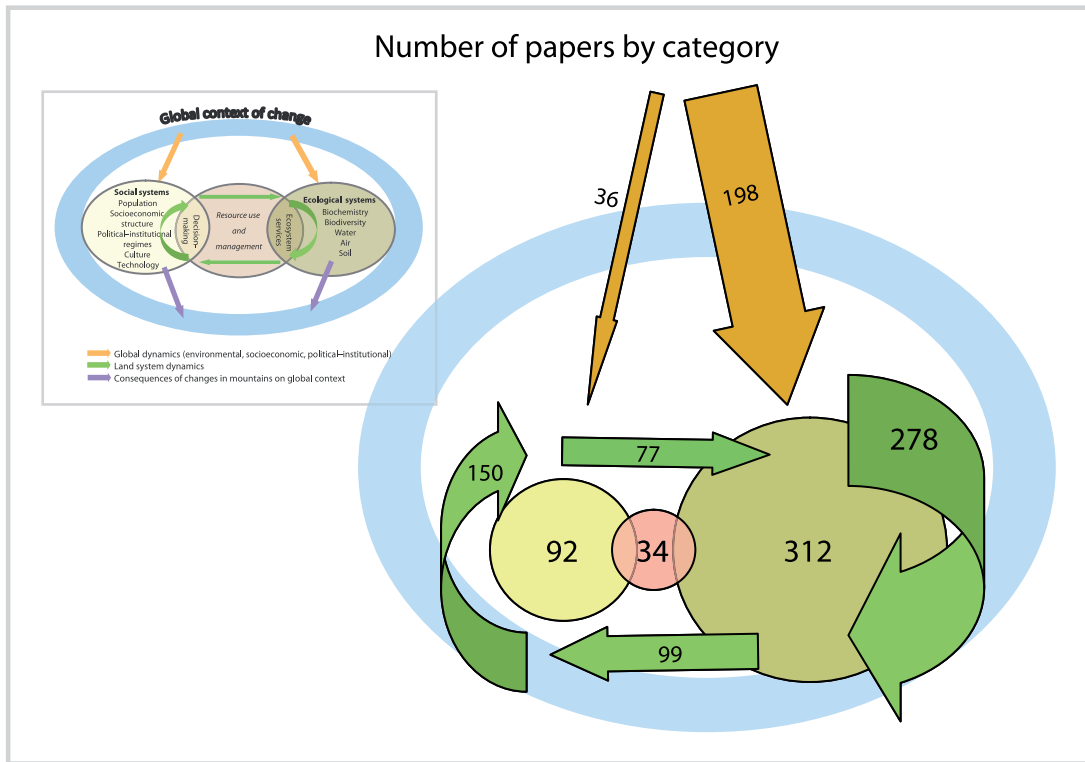 Number of papers by category
Global context of change
Social systems
Population
Socioeconomic
structure
Political–institutional
regimes
Culture
Technology
Decision–
making
Resource use
and
management
Ecosystem
services
Ecological systems
Biochemistry
Biodiversity
Water
Air
Soil
Global dynamics (environmental, socioeconomic, political–institutional)
Land system dynamics
Consequences of changes in mountains on global context
36
198
150
77
278
92
34
312
99